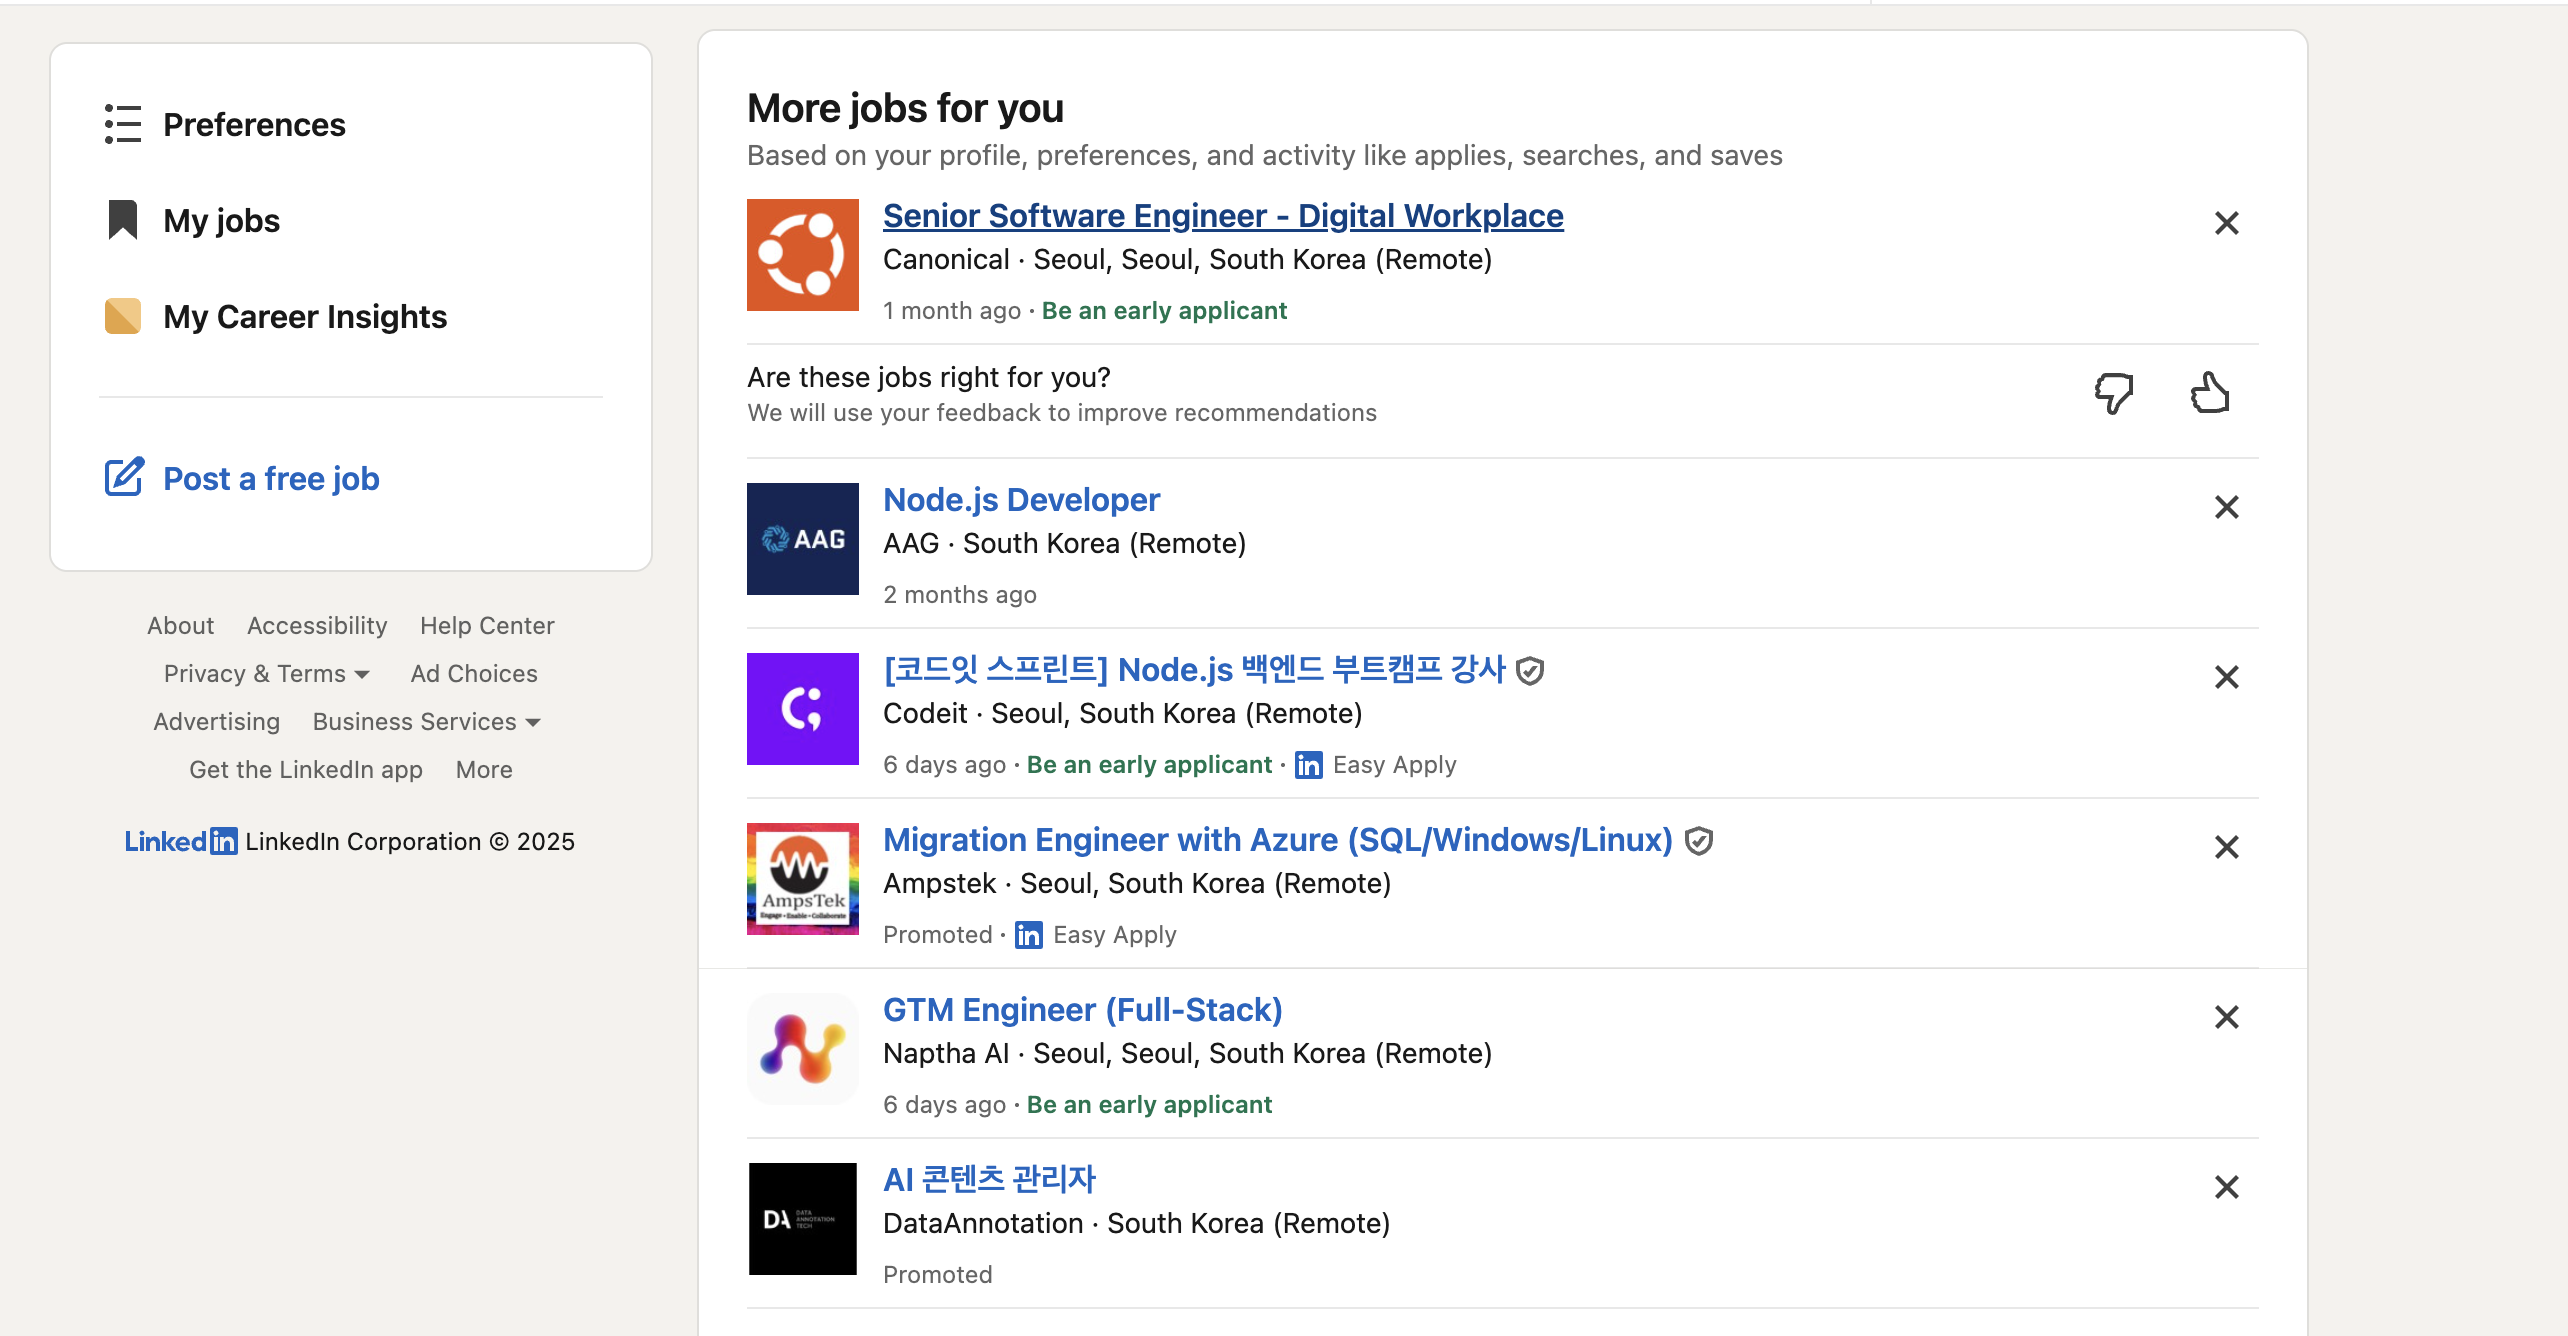 Preferences
My jobs
My Career Insights
Post a free job
About Accessibility Help Center
Privacy & Terms Ad Choices
Advertising Business Services
Get the LinkedIn app More
LinkedIn LinkedIn Corporation © 2025
More jobs for you
Based on your profile, preferences, and activity like applies, searches, and saves
Senior Software Engineer - Digital Workplace
Canonical · Seoul, Seoul, South Korea (Remote)
1 month ago · Be an early applicant
Are these jobs right for you?
We will use your feedback to improve recommendations
AAG
Node.js Developer
AAG · South Korea (Remote)
2 months ago
[코드잇 스프린트] Node.js 백엔드 부트캠프 강사
Codeit · Seoul, South Korea (Remote)
6 days ago · Be an early applicant · in Easy Apply
AmpsTek
Engage • Enable • Collaborate
Migration Engineer with Azure (SQL/Windows/Linux)
Ampstek · Seoul, South Korea (Remote)
Promoted · in Easy Apply
GTM Engineer (Full-Stack)
Naptha AI · Seoul, Seoul, South Korea (Remote)
6 days ago · Be an early applicant
DA DATA
ANNOTATION
TECH
AI 콘텐츠 관리자
DataAnnotation · South Korea (Remote)
Promoted